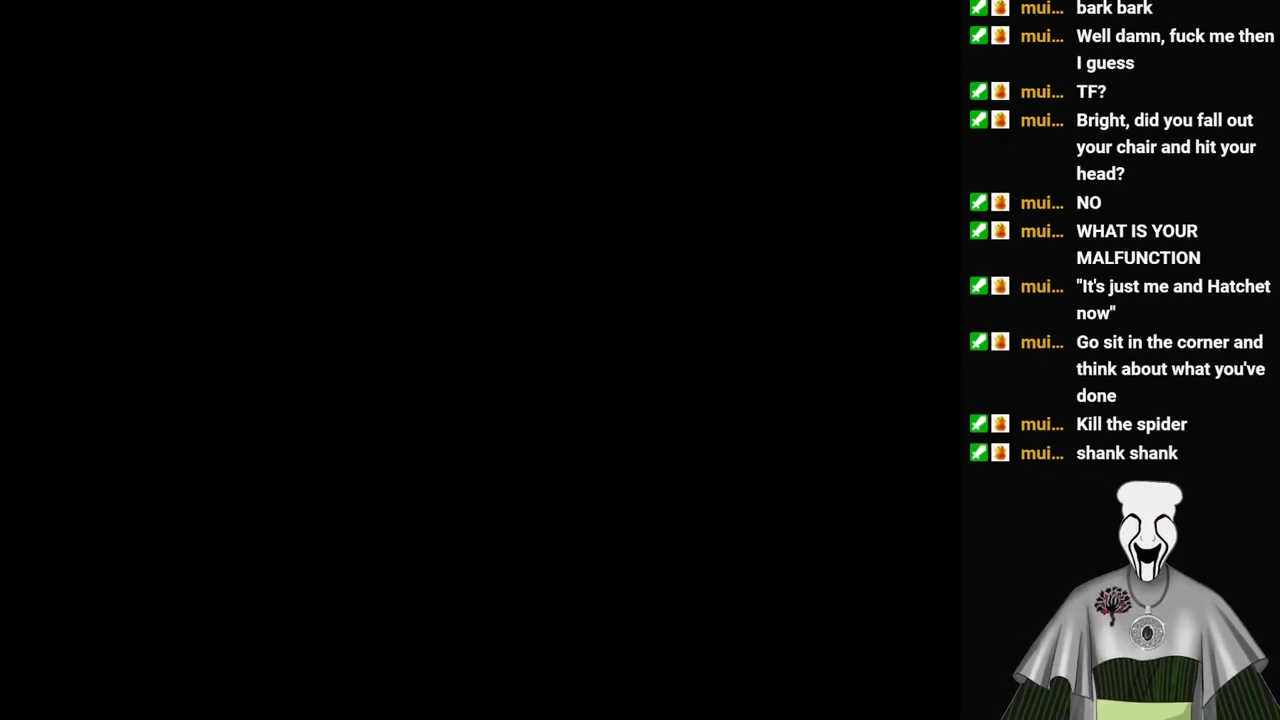 mui... bark bark
mui... Well damn, fuck me then
I guess
mui... TF?
mui... Bright, did you fall out
your chair and hit your
head?
mui... NO
mui... WHAT IS YOUR
MALFUNCTION
mui... "It's just me and Hatchet
now"
mui... Go sit in the corner and
think about what you've
done
mui... Kill the spider
mui... shank shank